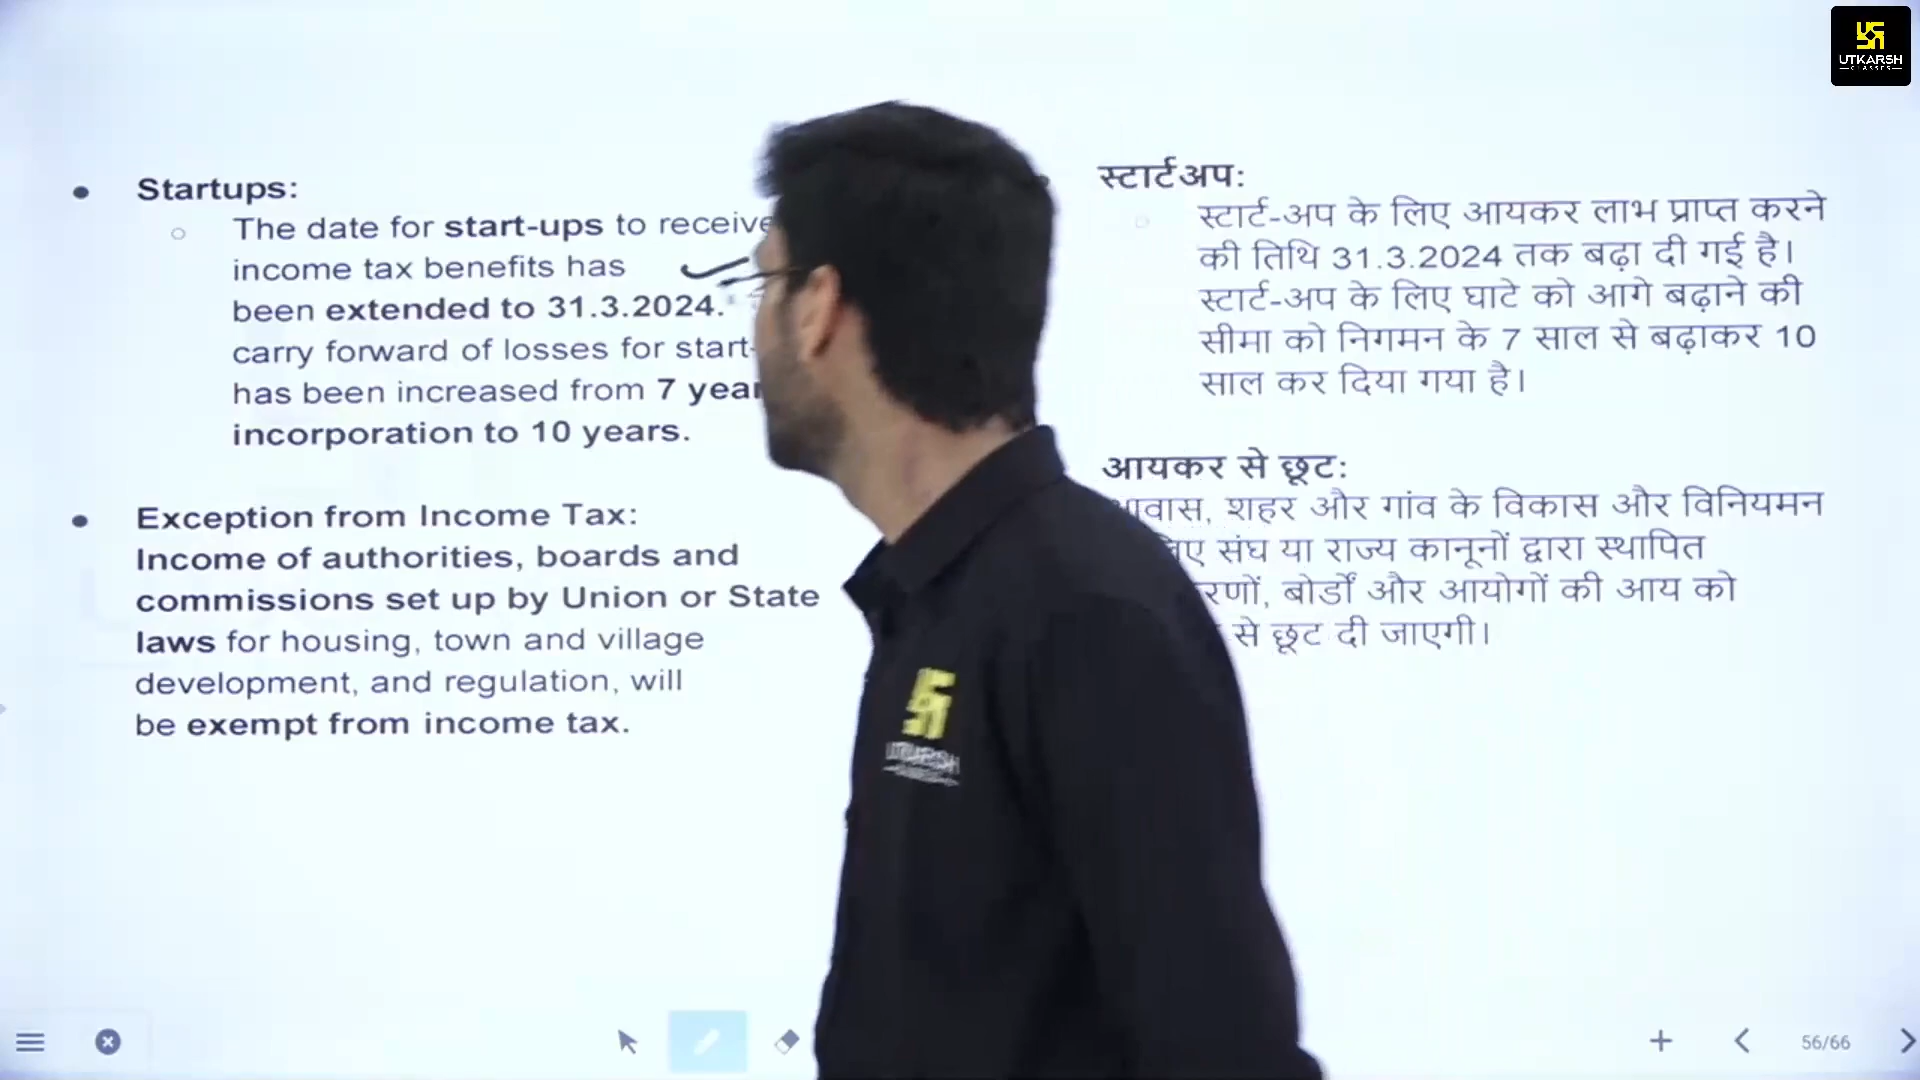 UTKARSH
CLASSES
Startups:
The date for start-ups to receive
income tax benefits has
been extended to 31.3.2024.
carry forward of losses for start-
has been increased from 7
incorporation to 10 years.
Exception from Income Tax:
Income of authorities, boards and
commissions set up by Union or State
laws for housing, town and village
development, and regulation, will
be exempt from income tax.
स्टार्टअप:
स्टार्ट-अप के लिए आयकर लाभ प्राप्त करने
की तिथि 31.3.2024 तक बढ़ा दी गई है।
स्टार्ट-अप के लिए घाटे को आगे बढ़ाने की
सीमा को निगमन के 7 साल से बढ़ाकर 10
साल कर दिया गया है।
आयकर से छूट:
शहर और गांव के विकास और विनियमन
संघ या राज्य कानूनों द्वारा स्थापित
बोर्डों और आयोगों की आय को
से छूट दी जाएगी।
UTKARSH
56/66